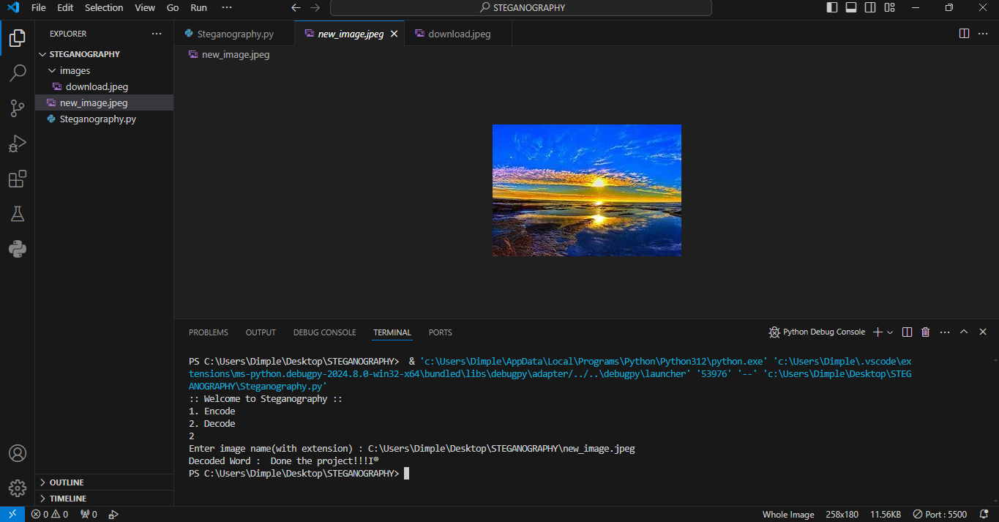 File Edit Selection View Go Run ··· STEGANOGRAPHY
EXPLORER ···
Steganography.py new_image.jpeg download.jpeg ···
STEGANOGRAPHY
new_image.jpeg
images
download.jpeg
new_image.jpeg
Steganography.py
PROBLEMS OUTPUT DEBUG CONSOLE TERMINAL PORTS Python Debug Console ···
PS C:\Users\Dimple\Desktop\STEGANOGRAPHY>  & 'c:\Users\Dimple\AppData\Local\Programs\Python\Python312\python.exe' 'c:\Users\Dimple\.vscode\ex
tensions\ms-python.debugpy-2024.8.0-win32-x64\bundled\libs\debugpy\adapter/../..\debugpy\launcher' '53976' '--' 'c:\Users\Dimple\Desktop\STEG
ANOGRAPHY\Steganography.py'
:: Welcome to Steganography ::
1. Encode
2. Decode
2
Enter image name(with extension) : C:\Users\Dimple\Desktop\STEGANOGRAPHY\new_image.jpeg
Decoded Word :  Done the project!!!I®
PS C:\Users\Dimple\Desktop\STEGANOGRAPHY>
OUTLINE
TIMELINE
0 0 0 Whole Image 258x180 11.56KB Port : 5500